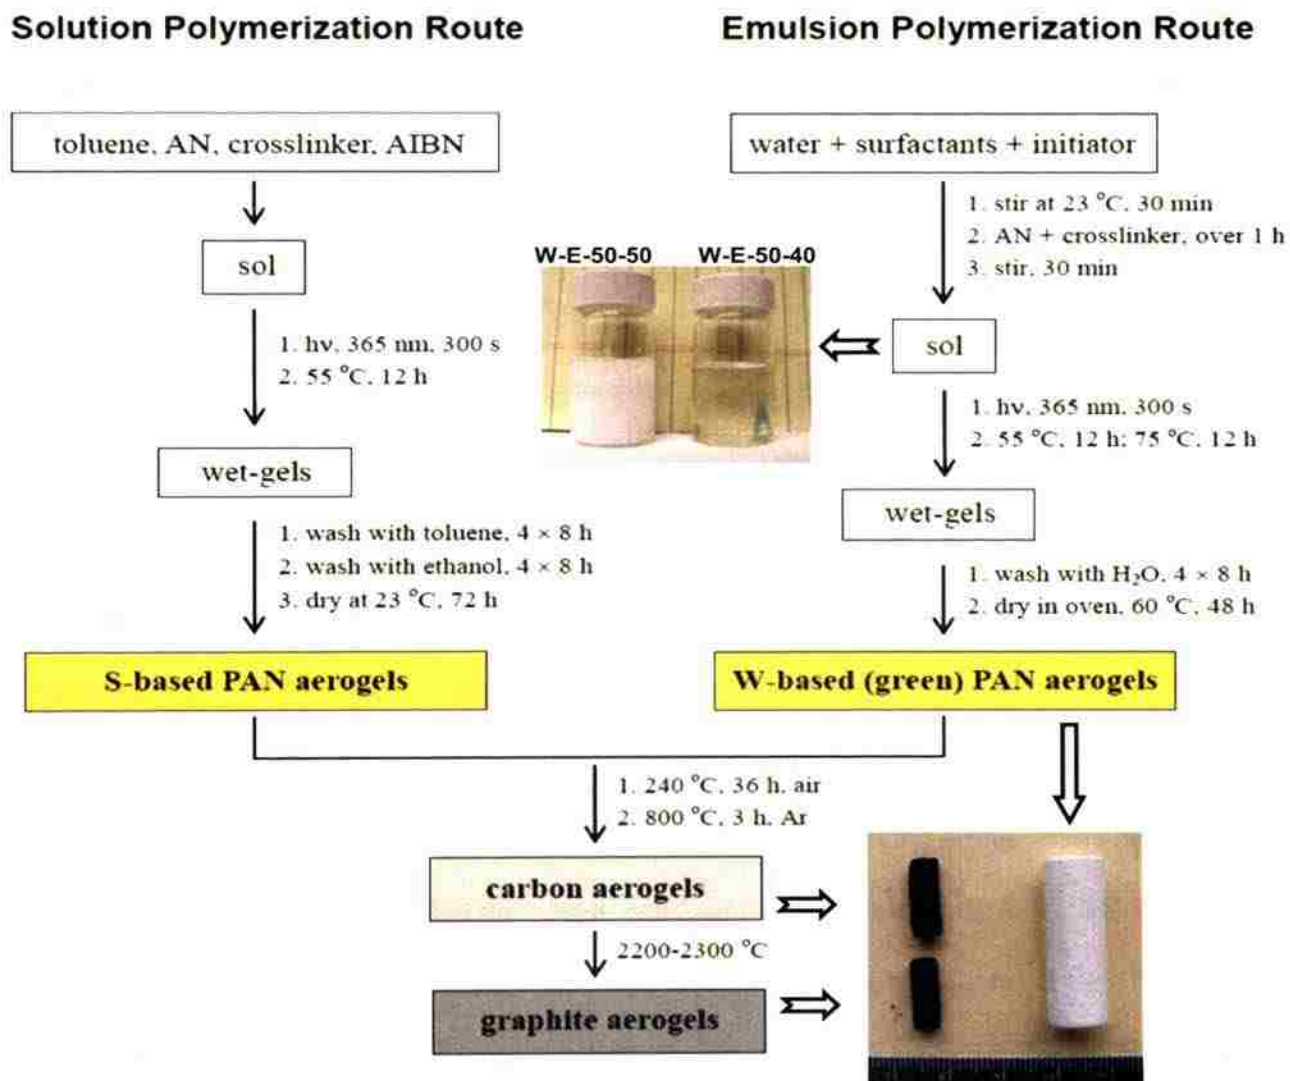 Solution Polymerization Route
Emulsion Polymerization Route
toluene, AN, crosslinker, AIBN
water + surfactants + initiator
1. stir at 23 °C, 30 min
2. AN + crosslinker, over 1 h
3. stir, 30 min
sol
W-E-50-50
W-E-50-40
sol
1. hν, 365 nm, 300 s
2. 55 °C, 12 h
1. hν, 365 nm, 300 s
2. 55 °C, 12 h; 75 °C, 12 h
wet-gels
wet-gels
1. wash with toluene, 4 × 8 h
2. wash with ethanol, 4 × 8 h
3. dry at 23 °C, 72 h
1. wash with H₂O, 4 × 8 h
2. dry in oven, 60 °C, 48 h
S-based PAN aerogels
W-based (green) PAN aerogels
1. 240 °C, 36 h, air
2. 800 °C, 3 h, Ar
carbon aerogels
2200-2300 °C
graphite aerogels